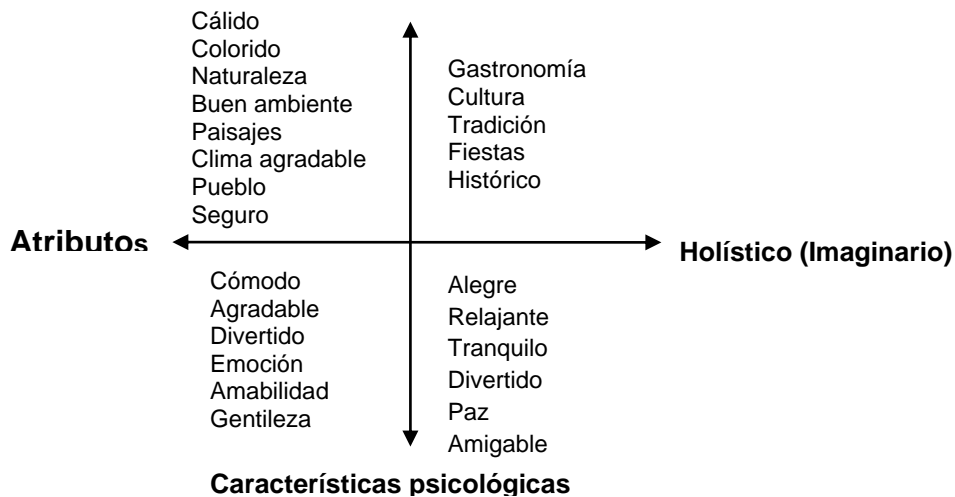 Cálido
Colorido
Naturaleza
Buen ambiente
Paisajes
Clima agradable
Pueblo
Seguro
Gastronomía
Cultura
Tradición
Fiestas
Histórico
Atributos
Holístico (Imaginario)
Cómodo
Agradable
Divertido
Emoción
Amabilidad
Gentileza
Alegre
Relajante
Tranquilo
Divertido
Paz
Amigable
Características psicológicas